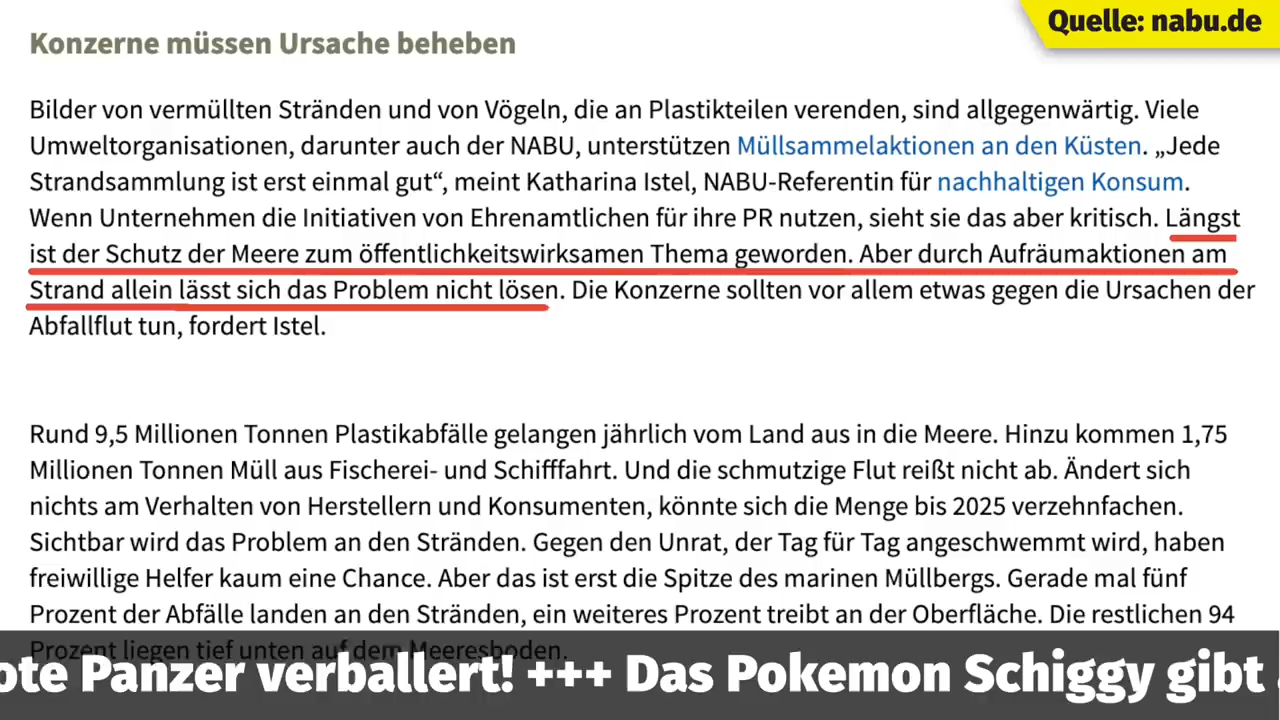 Quelle: nabu.de
Konzerne müssen Ursache beheben
Bilder von vermüllten Stränden und von Vögeln, die an Plastikteilen verenden, sind allgegenwärtig. Viele
Umweltorganisationen, darunter auch der NABU, unterstützen Müllsammelaktionen an den Küsten. „Jede
Strandsammlung ist erst einmal gut“, meint Katharina Istel, NABU-Referentin für nachhaltigen Konsum.
Wenn Unternehmen die Initiativen von Ehrenamtlichen für ihre PR nutzen, sieht sie das aber kritisch. Längst
ist der Schutz der Meere zum öffentlichkeitswirksamen Thema geworden. Aber durch Aufräumaktionen am
Strand allein lässt sich das Problem nicht lösen. Die Konzerne sollten vor allem etwas gegen die Ursachen der
Abfallflut tun, fordert Istel.
Rund 9,5 Millionen Tonnen Plastikabfälle gelangen jährlich vom Land aus in die Meere. Hinzu kommen 1,75
Millionen Tonnen Müll aus Fischerei- und Schifffahrt. Und die schmutzige Flut reißt nicht ab. Ändert sich
nichts am Verhalten von Herstellern und Konsumenten, könnte sich die Menge bis 2025 verzehnfachen.
Sichtbar wird das Problem an den Stränden. Gegen den Unrat, der Tag für Tag angeschwemmt wird, haben
freiwillige Helfer kaum eine Chance. Aber das ist erst die Spitze des marinen Müllbergs. Gerade mal fünf
Prozent der Abfälle landen an den Stränden, ein weiteres Prozent treibt an der Oberfläche. Die restlichen 94
Prozent liegen tief unten auf dem Meeresboden.
ote Panzer verballert! +++ Das Pokemon Schiggy gibt